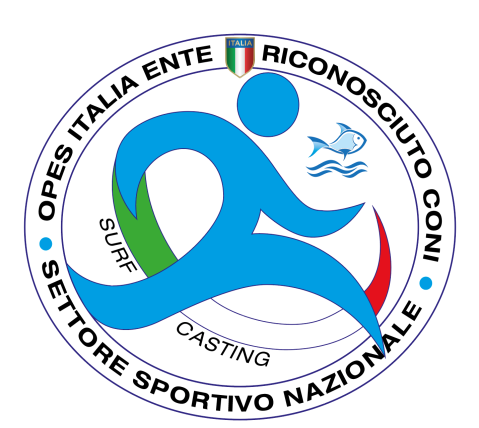 OPES ITALIA ENTE RICONOSCIUTO CONI
ITALIA
SURF
CASTING
SETTORE SPORTIVO NAZIONALE